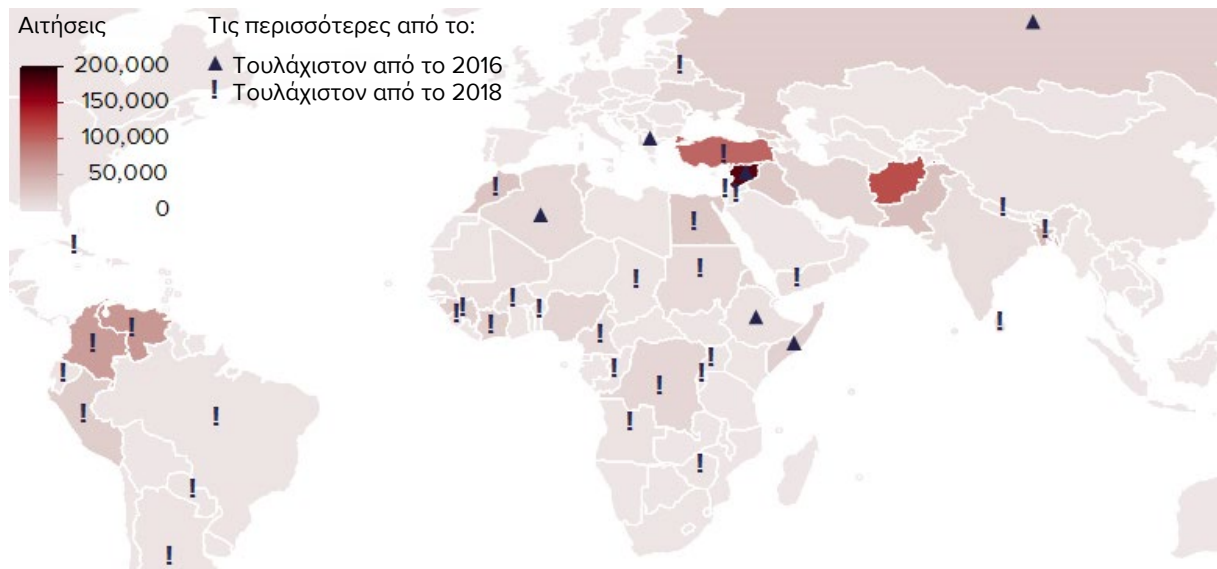 Αιτήσεις
200,000
150,000
100,000
50,000
0
Τις περισσότερες από το:
▲ Τουλάχιστον από το 2016
! Τουλάχιστον από το 2018